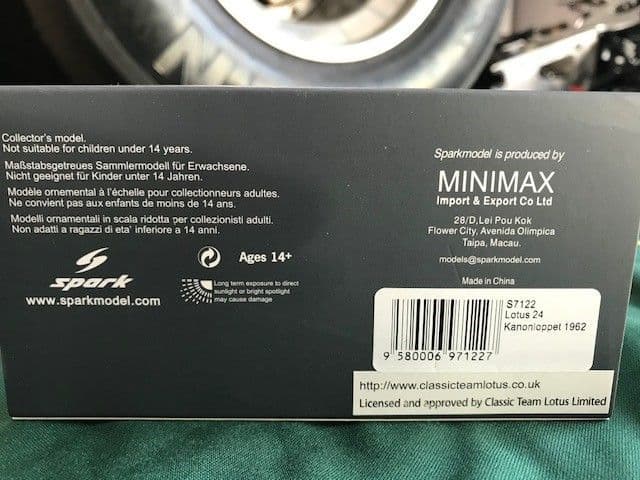 Collector's model.
Not suitable for children under 14 years.
Maßstabsgetreues Sammlermodell für Erwachsene.
Nicht geeignet für Kinder unter 14 Jahren.
Modèle ornemental à l'échelle pour collectionneurs adultes.
Ne convient pas aux enfants de moins de 14 ans.
Modelli ornamentali in scala ridotta per collezionisti adulti.
Non adatti a ragazzi di eta' inferiore a 14 anni.
spark
www.sparkmodel.com
Ages 14+
Long term exposure to direct
sunlight or bright spotlight
may cause damage
Sparkmodel is produced by
MINIMAX
Import & Export Co Ltd
28/D,Lei Pou Kok
Flower City, Avenida Olimpica
Taipa, Macau.
models@sparkmodel.com
Made in China
S7122
Lotus 24
Kanonloppet 1962
9 580006 971227
http://www.classicteamlotus.co.uk
Licensed and approved by Classic Team Lotus Limited